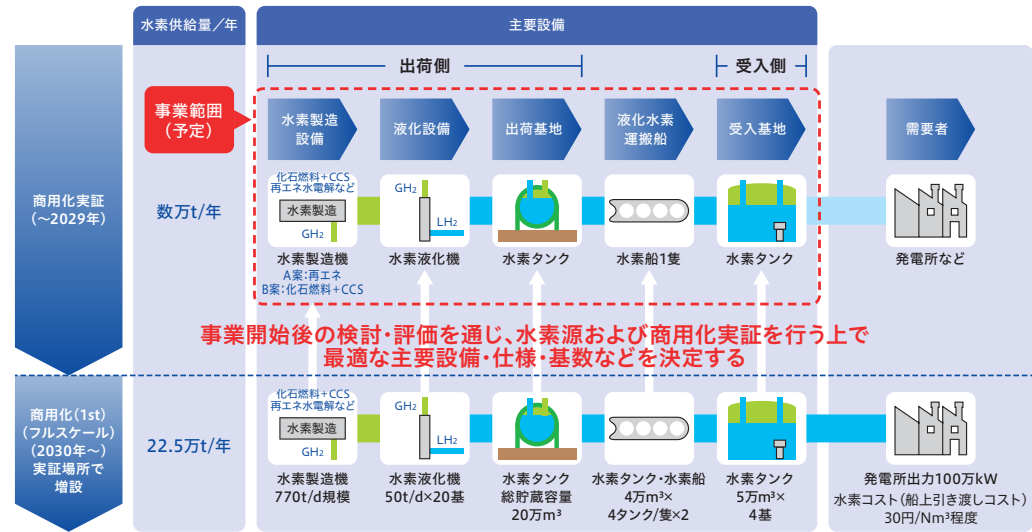 水素供給量／年
主要設備
出荷側
受入側
事業範囲
(予定)
水素製造
設備
液化設備
出荷基地
液化水素
運搬船
受入基地
需要者
商用化実証
(～2029年)
数万t/年
化石燃料+CCS
再エネ水電解など
水素製造
GH₂
GH₂
LH₂
水素製造機
A案:再エネ
B案:化石燃料+CCS
水素液化機
水素タンク
水素船1隻
水素タンク
発電所など
事業開始後の検討・評価を通じ、水素源および商用化実証を行う上で
最適な主要設備・仕様・基数などを決定する
商用化(1st)
(フルスケール)
(2030年～)
実証場所で
増設
22.5万t/年
化石燃料+CCS
再エネ水電解など
水素製造
GH₂
GH₂
LH₂
水素製造機
770t/d規模
水素液化機
50t/d×20基
水素タンク
総貯蔵容量
20万m³
水素タンク・水素船
4万m³×
4タンク/隻×2
水素タンク
5万m³×
4基
発電所出力100万kW
水素コスト(船上引き渡しコスト)
30円/Nm³程度